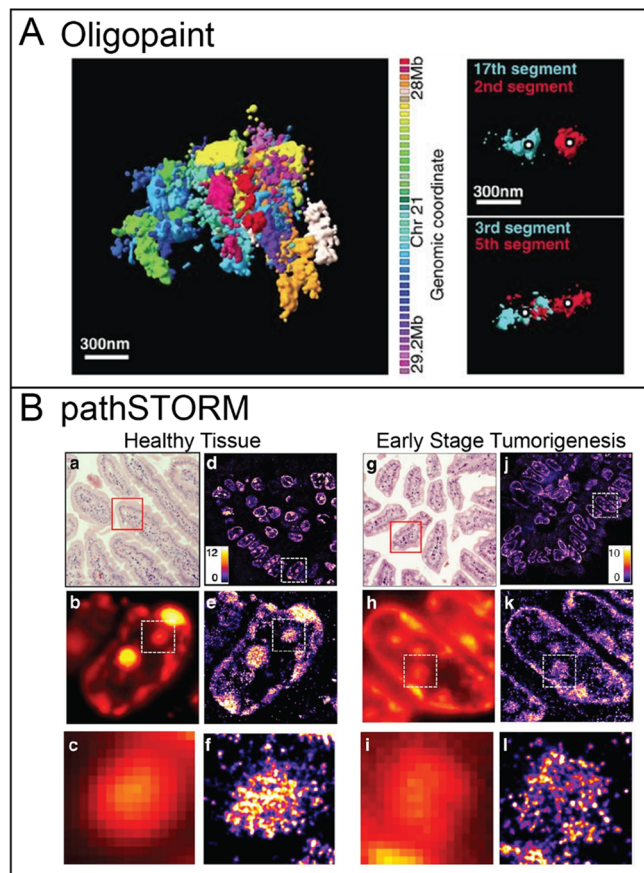 A Oligopaint
28Mb
Chr 21
29.2Mb
Genomic coordinate
300nm
17th segment
2nd segment
300nm
3rd segment
5th segment
B pathSTORM
Healthy Tissue
Early Stage Tumorigenesis
a
d
12
0
g
j
10
0
b
e
h
k
c
f
i
l